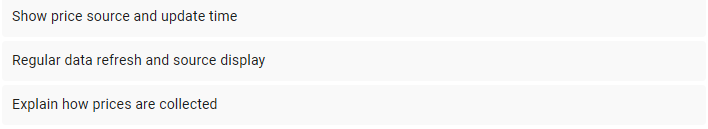 Show price source and update time
Regular data refresh and source display
Explain how prices are collected